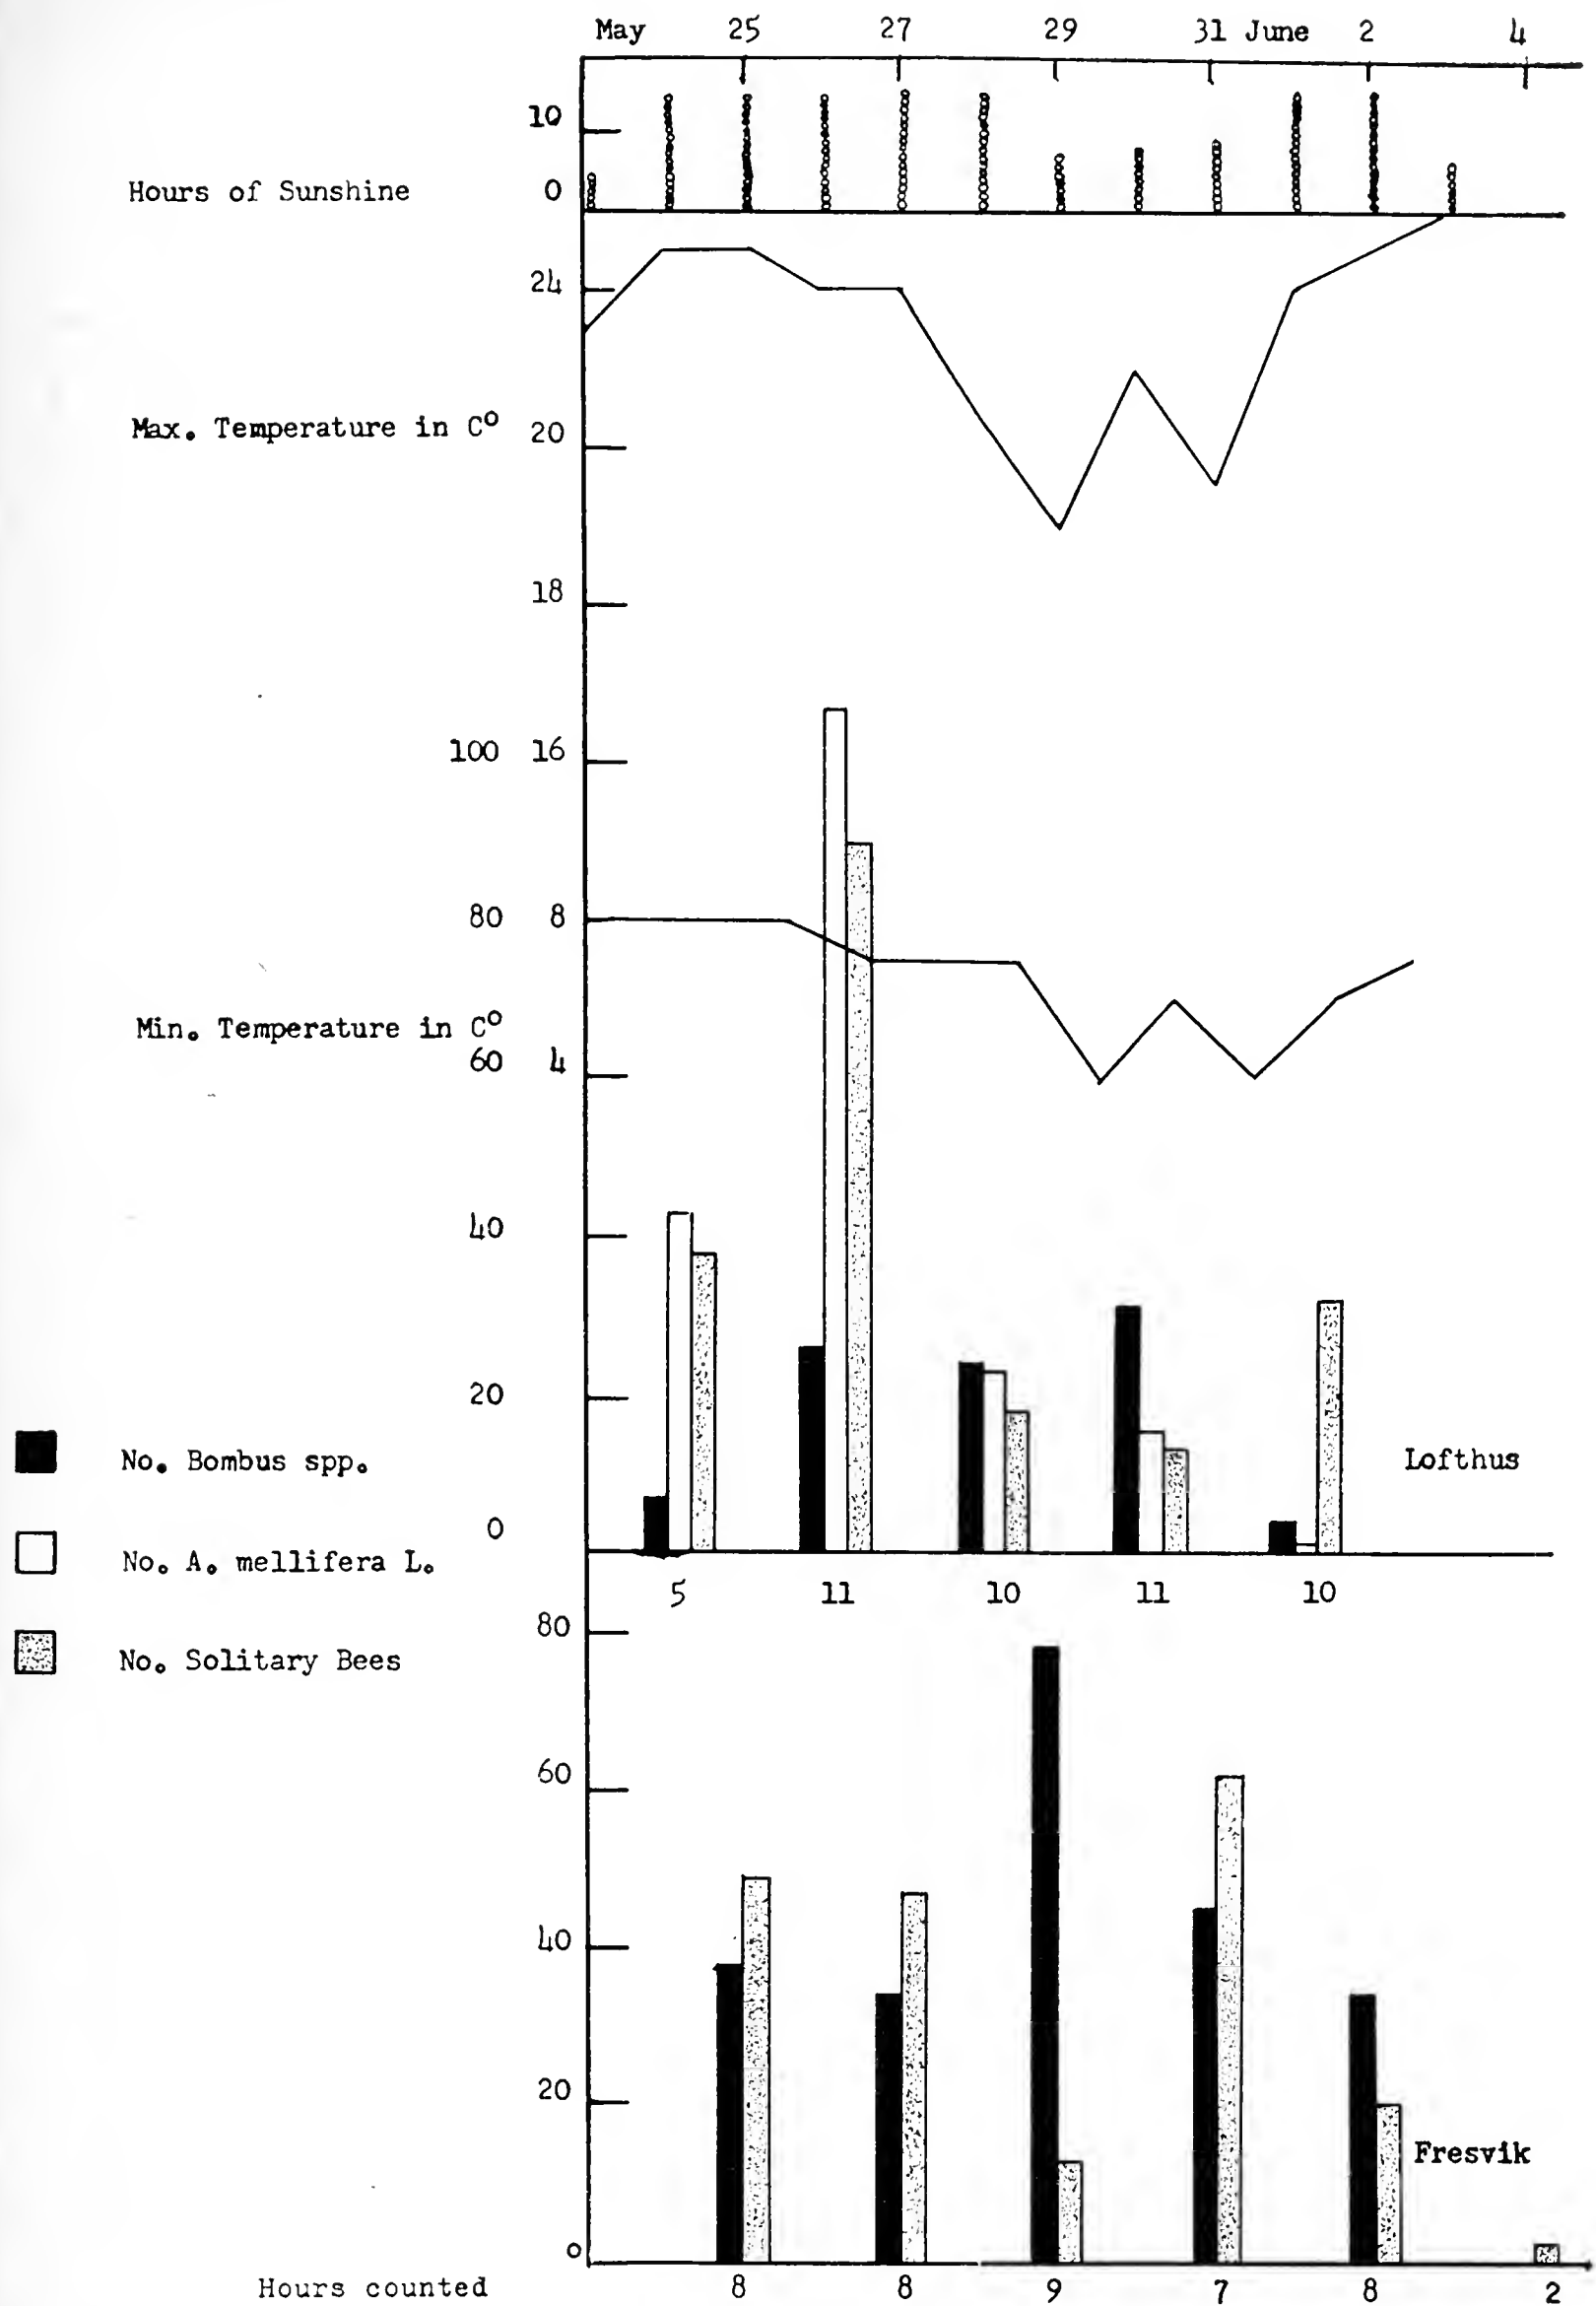 May 25 27 29 31 June 2 4
10
Hours of Sunshine 0
24
Max. Temperature in C° 20
18
100 16
80 8
Min. Temperature in C°
60 4
40
20
No. Bombus spp.
Lofthus
0
No. A. mellifera L.
5 11 10 11 10
80
No. Solitary Bees
60
40
20
Fresvik
0
Hours counted 8 8 9 7 8 2